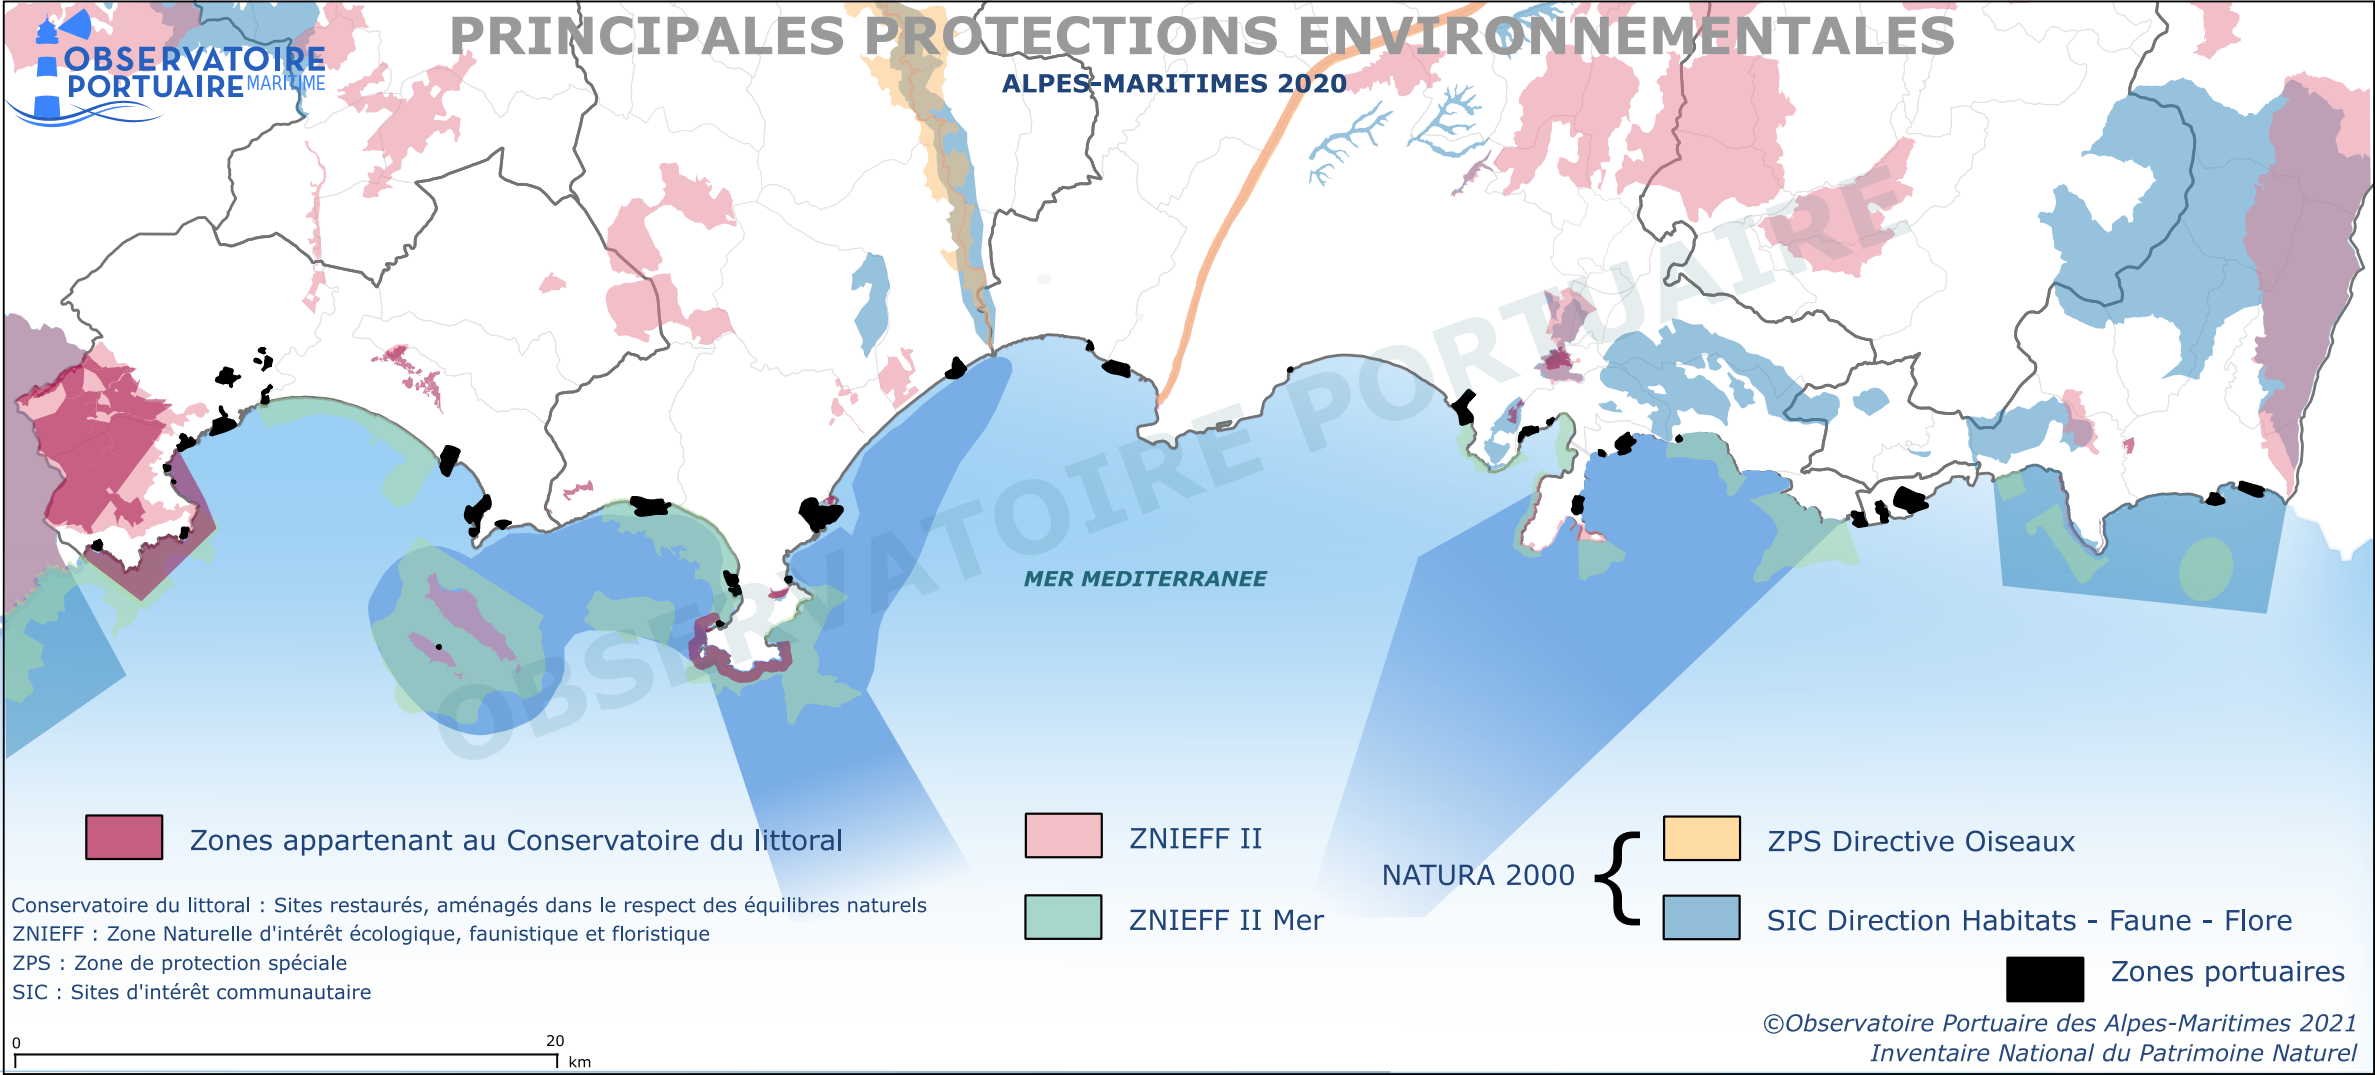 PRINCIPALES PROTECTIONS ENVIRONNEMENTALES
OBSERVATOIRE
PORTUAIRE MARITIME
ALPES-MARITIMES 2020
OBSERVATOIRE PORTUAIRE
MER MEDITERRANEE
Zones appartenant au Conservatoire du littoral
ZNIEFF II
ZNIEFF II Mer
NATURA 2000 {
ZPS Directive Oiseaux
SIC Direction Habitats - Faune - Flore
Zones portuaires
Conservatoire du littoral : Sites restaurés, aménagés dans le respect des équilibres naturels
ZNIEFF : Zone Naturelle d'intérêt écologique, faunistique et floristique
ZPS : Zone de protection spéciale
SIC : Sites d'intérêt communautaire
0 20 km
©Observatoire Portuaire des Alpes-Maritimes 2021
Inventaire National du Patrimoine Naturel